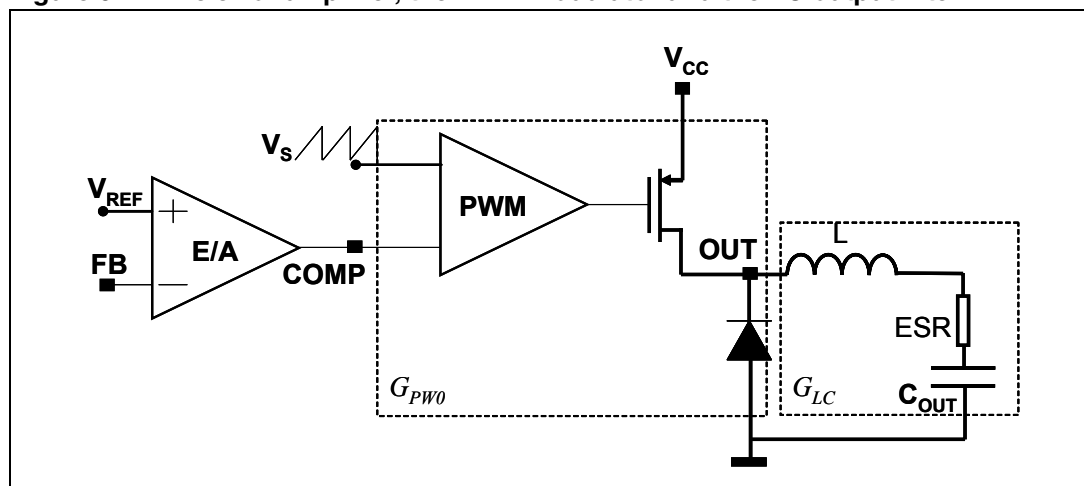 V_CC
V_S
V_REF
+
E/A
−
FB
COMP
PWM
OUT
L
ESR
C_OUT
G_PW0
G_LC